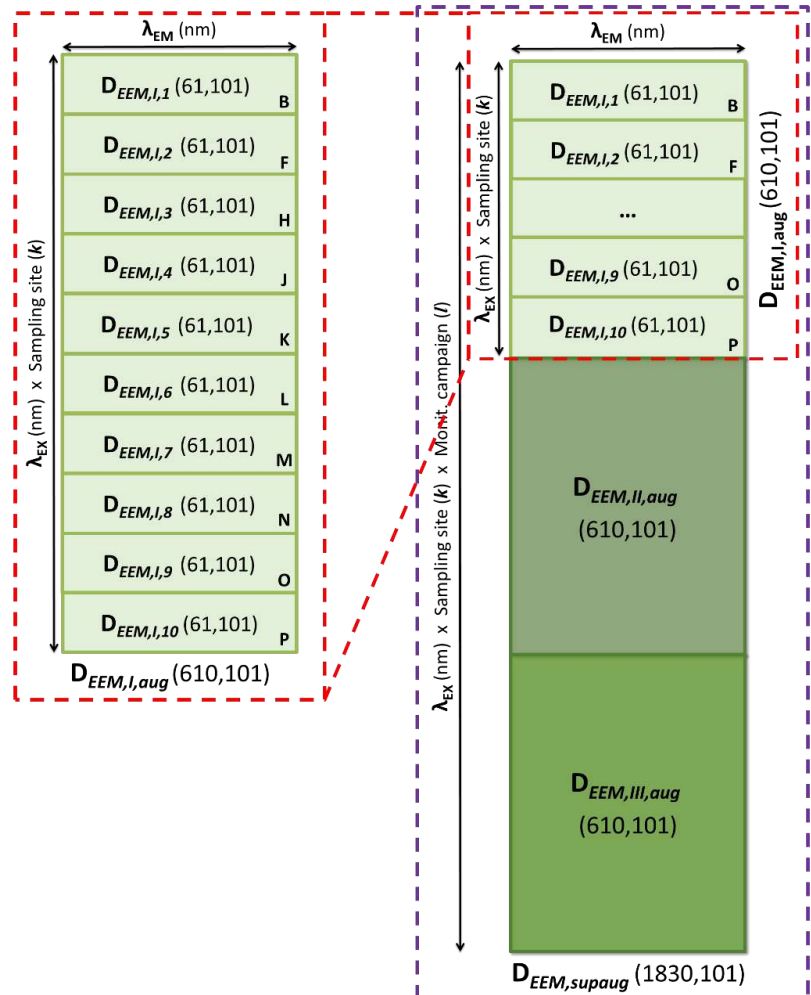 λEM (nm)
λEX (nm) x Sampling site (k)
DEEM,I,1 (61,101) B
DEEM,I,2 (61,101) F
DEEM,I,3 (61,101) H
DEEM,I,4 (61,101) J
DEEM,I,5 (61,101) K
DEEM,I,6 (61,101) L
DEEM,I,7 (61,101) M
DEEM,I,8 (61,101) N
DEEM,I,9 (61,101) O
DEEM,I,10 (61,101) P
DEEM,I,aug (610,101)
λEM (nm)
λEX (nm) x Sampling site (k) x Monit. campaign (l)
λEX (nm) x Sampling site (k)
DEEM,I,1 (61,101) B
DEEM,I,2 (61,101) F
...
DEEM,I,9 (61,101) O
DEEM,I,10 (61,101) P
DEEM,I,aug (610,101)
DEEM,II,aug
(610,101)
DEEM,III,aug
(610,101)
DEEM,supaug (1830,101)